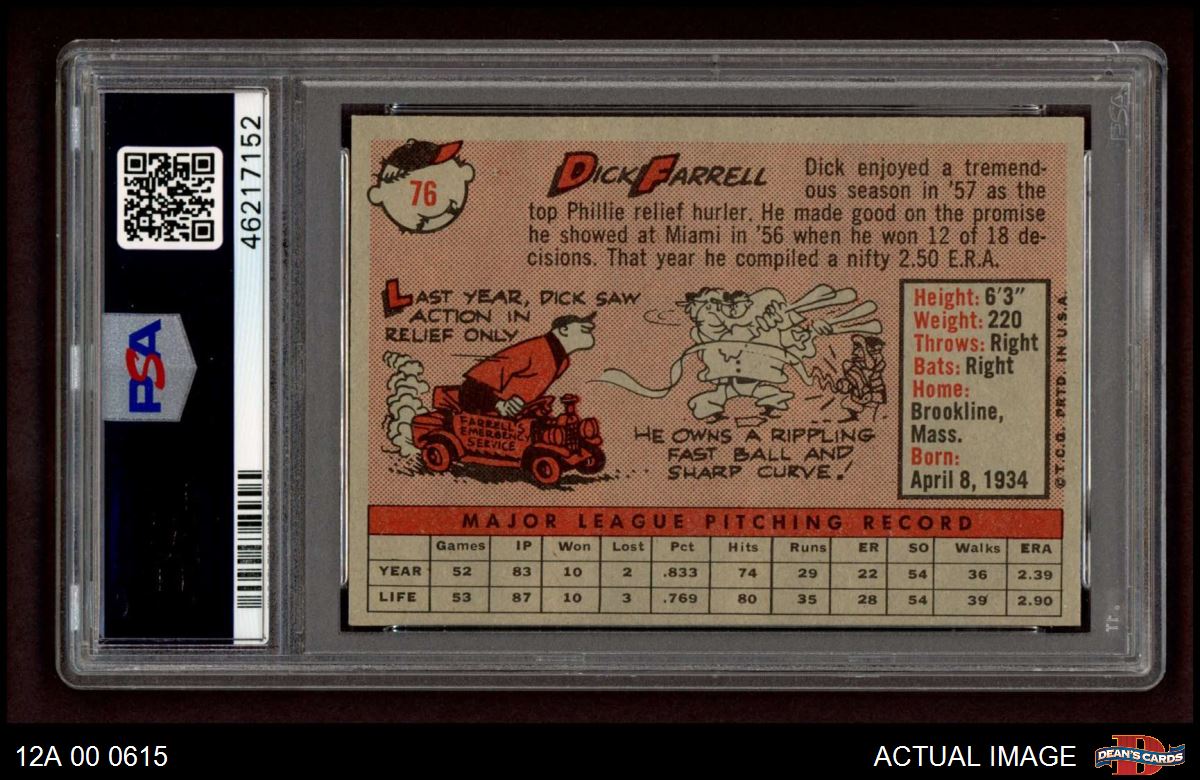 46217152
PSA
76
DICK FARRELL
Dick enjoyed a tremend-
ous season in '57 as the
top Phillie relief hurler. He made good on the promise
he showed at Miami in '56 when he won 12 of 18 de-
cisions. That year he compiled a nifty 2.50 E.R.A.
LAST YEAR, DICK SAW
ACTION IN
RELIEF ONLY
FARRELL'S
EMERGENCY
SERVICE
HE OWNS A RIPPLING
FAST BALL AND
SHARP CURVE!
Height: 6'3"
Weight: 220
Throws: Right
Bats: Right
Home:
Brookline,
Mass.
Born:
April 8, 1934
©T.C.G. PRTD. IN U.S.A.
MAJOR LEAGUE PITCHING RECORD
Games IP Won Lost Pct Hits Runs ER SO Walks ERA
YEAR 52 83 10 2 .833 74 29 22 54 36 2.39
LIFE 53 87 10 3 .769 80 35 28 54 39 2.90
PSA
12A 00 0615
ACTUAL IMAGE
DEAN'S CARDS